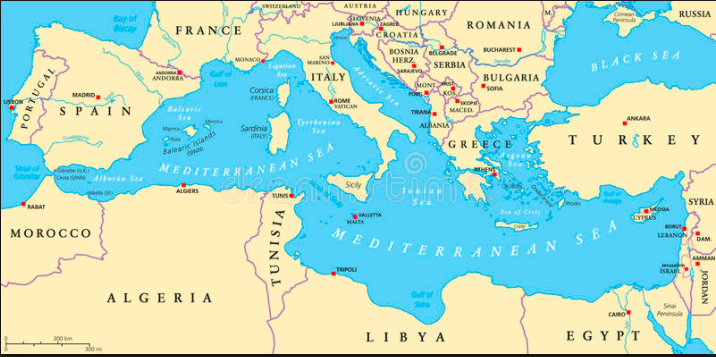 SWITZERLAND
AUSTRIA
HUNGARY
SLOVENIA
LJUBLJANA
ZAGREB
CROATIA
ROMANIA
BUCHAREST
RUSSIA
Crimean
Peninsula
Bay of
Biscay
FRANCE
MONACO
SAN
MARINO
BOSNIA
HERZ.
SARAJEVO
BELGRADE
SERBIA
BLACK SEA
ANDORRA
ANDORRA
Gulf of
Lion
Ligurian
Sea
ITALY
Adriatic Sea
MONT.
PODG.
PRIST.
KOS.
SKOPJE
MACED.
BULGARIA
SOFIA
PORTUGAL
LISBON
MADRID
SPAIN
Corsica
(FRANCE)
ROME
VATICAN
TIRANA
ALBANIA
ANKARA
TURKEY
Balearic
Sea
Balearic Islands
(SPAIN)
Sardinia
(ITALY)
Tyrrhenian
Sea
GREECE
ATHENS
Aegean
Sea
MEDITERRANEAN SEA
Strait of
Gibraltar
Gibraltar (U.K.)
Ceuta (SPAIN)
Alborán Sea
Sicily
Ionian
Sea
Sea of Crete
Crete
Rhodes
NICOSIA
CYPRUS
SYRIA
RABAT
ALGIERS
TUNIS
VALLETTA
MALTA
BEIRUT
LEBANON
DAM.
MOROCCO
TUNISIA
MEDITERRANEAN SEA
TRIPOLI
Jerusalem
ISRAEL
AMMAN
JORDAN
ALGERIA
Gulf of
Sidra
LIBYA
CAIRO
EGYPT
Sinai
Peninsula
0
300 km
300 mi
dreamstime